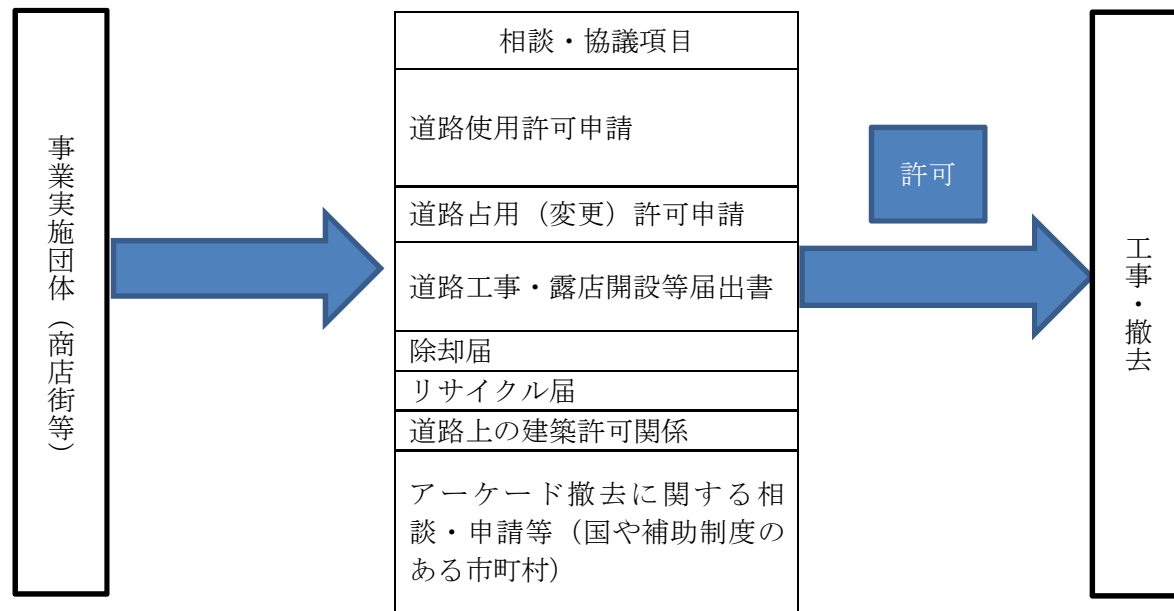 事業実施団体（商店街等）
相談・協議項目
道路使用許可申請
道路占用（変更）許可申請
道路工事・露店開設等届出書
除却届
リサイクル届
道路上の建築許可関係
アーケード撤去に関する相
談・申請等（国や補助制度の
ある市町村）
許可
工事・撤去